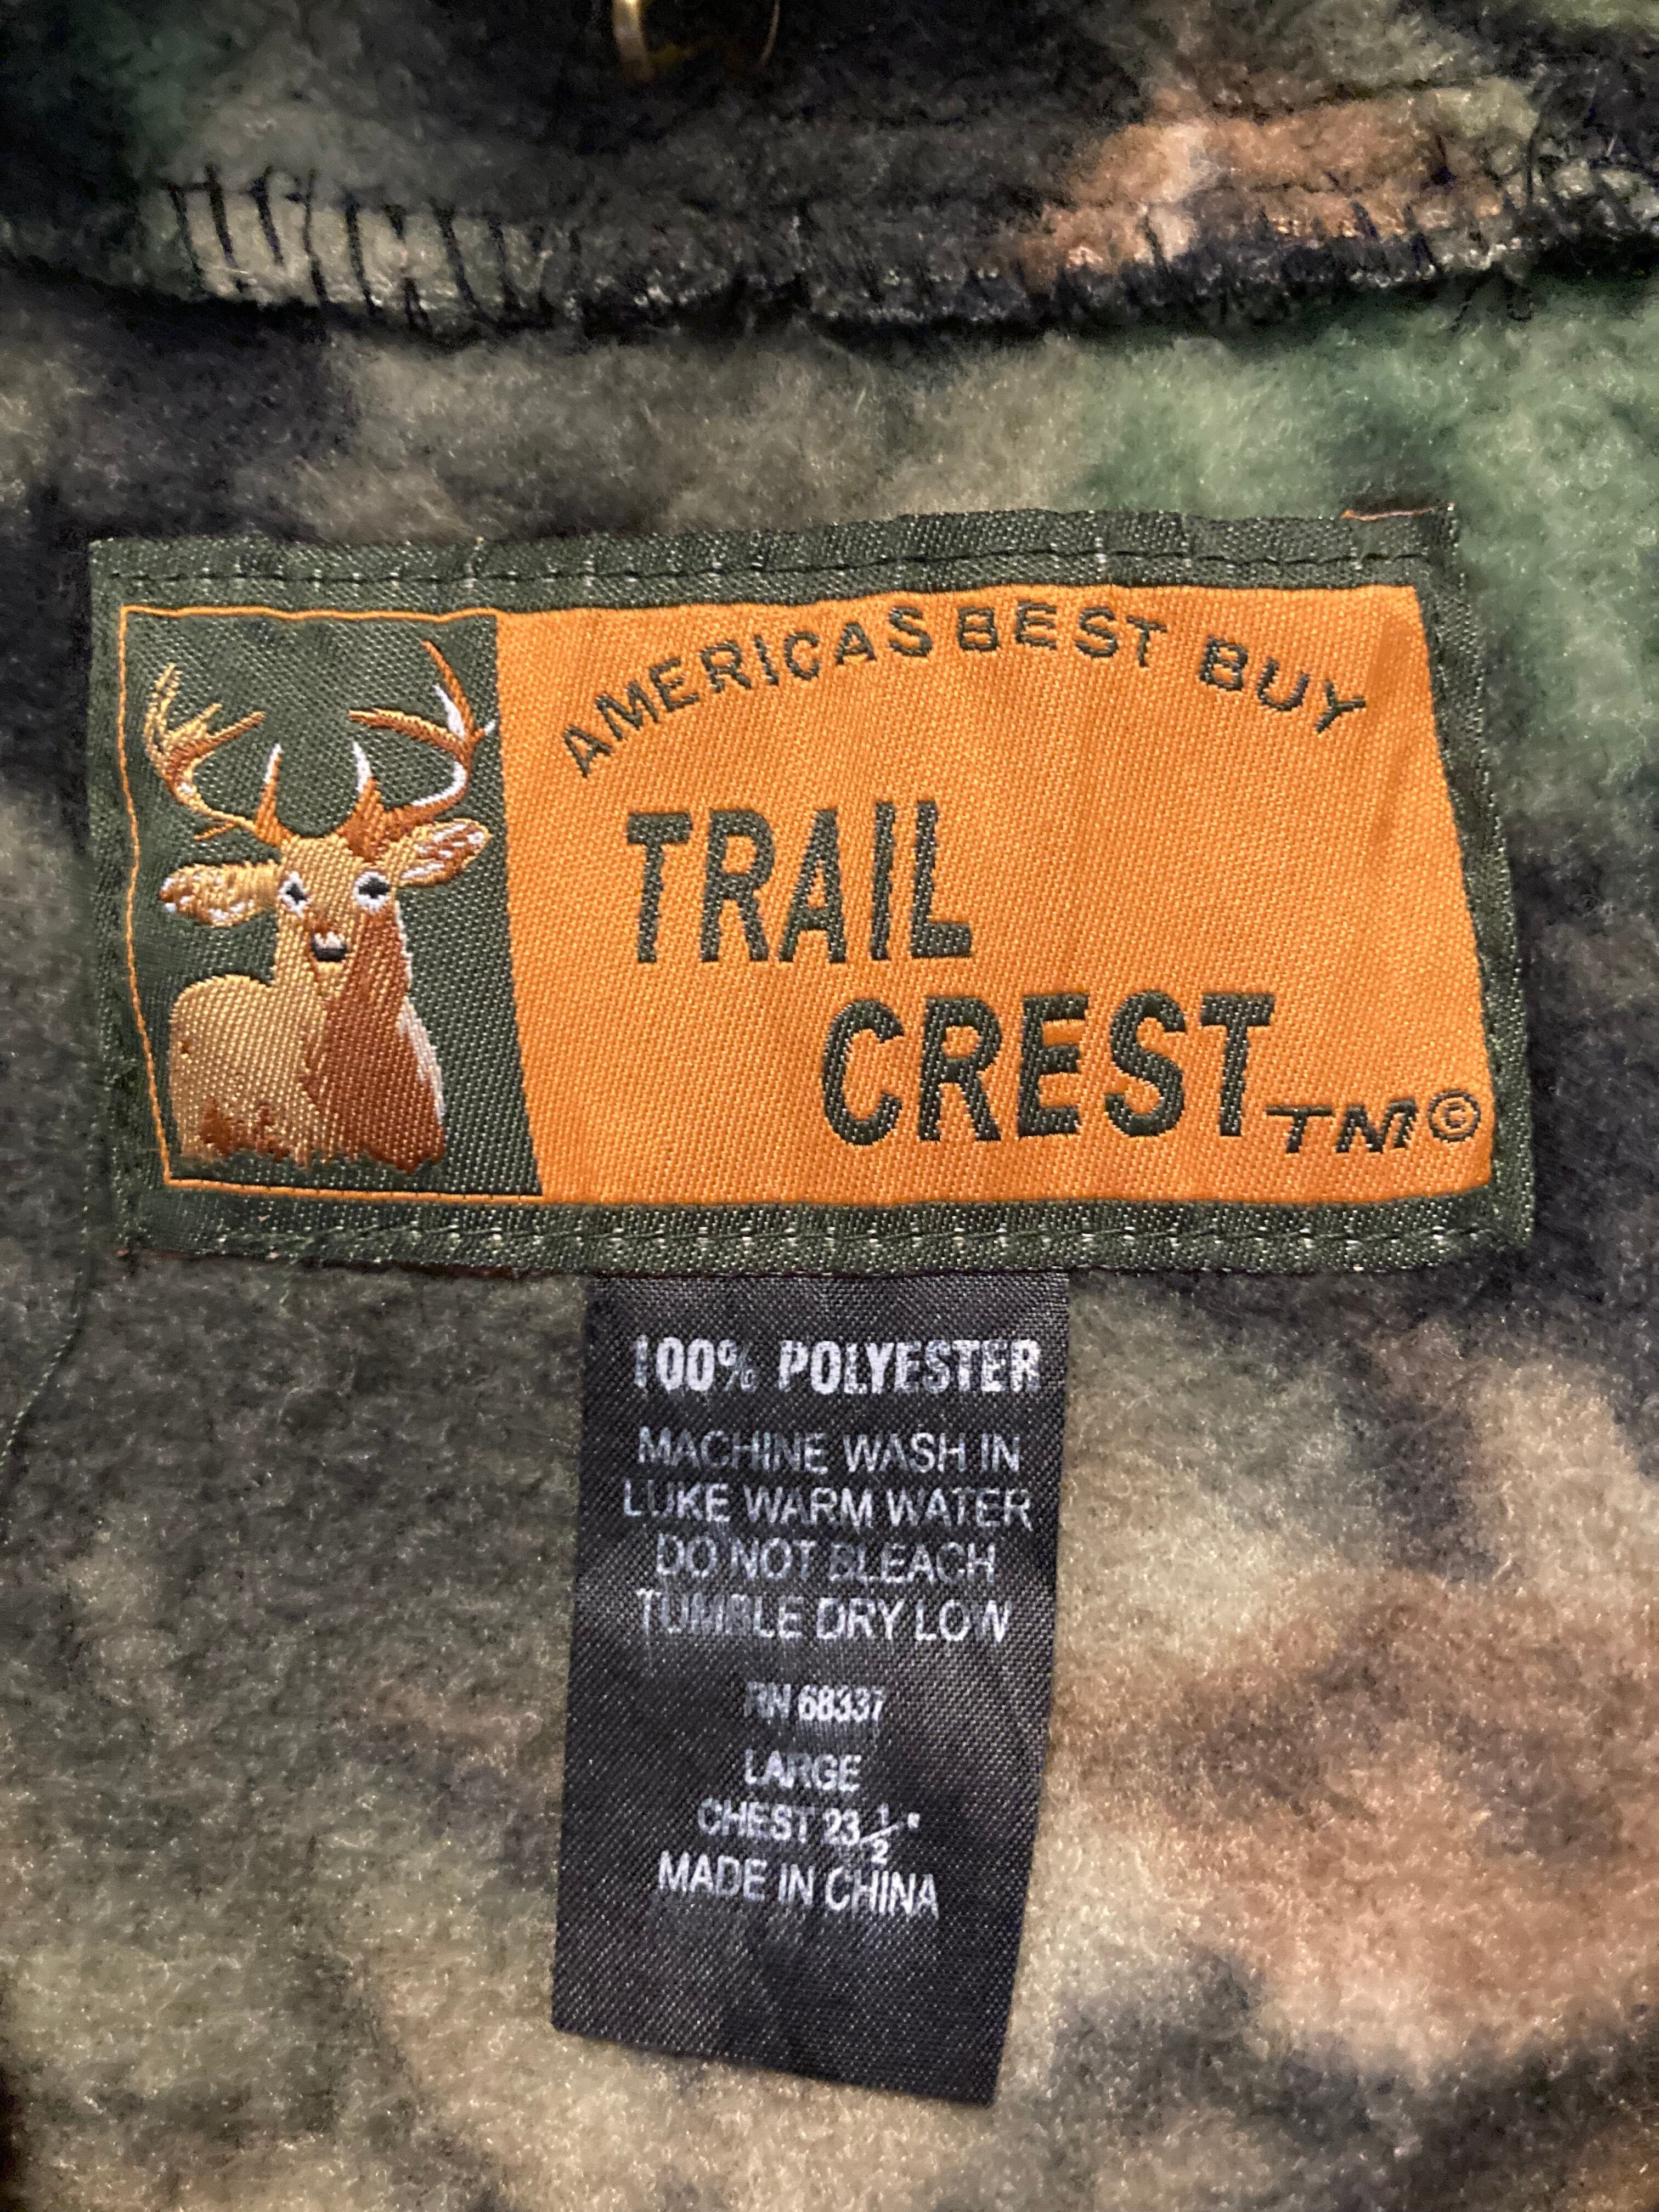 AMERICAS BEST BUY
TRAIL
CREST TM ©
100% POLYESTER
MACHINE WASH IN
LUKE WARM WATER
DO NOT BLEACH
TUMBLE DRY LOW
RN 68337
LARGE
CHEST 23 1/2"
MADE IN CHINA